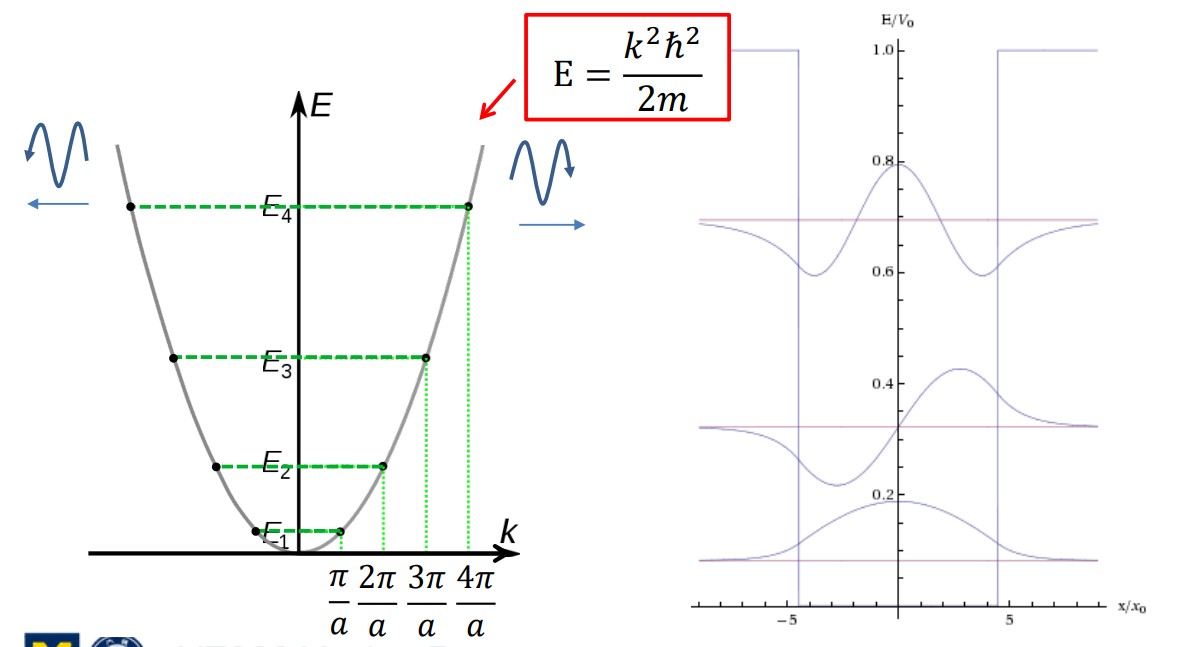 E = k²ħ² / 2m
E
E₄
E₃
E₂
E₁
k
π/a 2π/a 3π/a 4π/a
E/V₀
1.0
0.8
0.6
0.4
0.2
−5 5 x/x₀
M